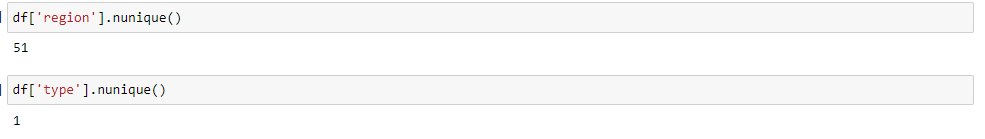 df['region'].nunique()
51
df['type'].nunique()
1